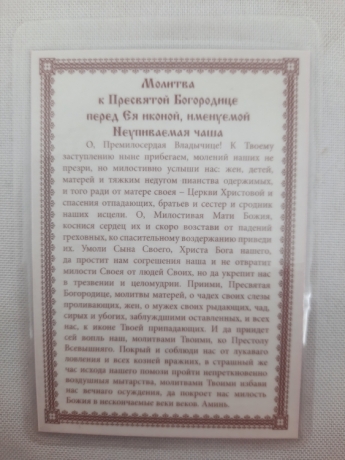 Молитва
к Пресвятой Богородице
перед Ея иконой, именуемой
Неупиваемая чаша
О, Премилосердая Владычице! К Твоему
заступлению ныне прибегаем, молений наших не
презри, но милостивно услыши нас: жен, детей,
матерей и тяжким недугом пианства одержимых,
и того ради от матере своея – Церкви Христовой и
спасения отпадающих, братьев и сестер и сродник
наших исцели. О, Милостивая Мати Божия,
коснися сердец их и скоро возстави от падений
греховных, ко спасительному воздержанию приведи
их. Умоли Сына Своего, Христа Бога нашего,
да простит нам согрешения наша и не отвратит
милости Своея от людей Своих, но да укрепит нас
в трезвении и целомудрии. Приими, Пресвятая
Богородице, молитвы матерей, о чадех своих слезы
проливающих, жен, о мужех своих рыдающих, чад,
сирых и убогих, заблуждшими оставленных, и всех
нас, к иконе Твоей припадающих. И да приидет
сей вопль наш, молитвами Твоими, ко Престолу
Всевышняго. Покрый и соблюди нас от лукаваго
ловления и всех козней вражиих, в страшный же
час исхода нашего помози пройти непреткновенно
воздушныя мытарства, молитвами Твоими избави
нас вечнаго осуждения, да покроет нас милость
Божия в нескончаемые веки веков. Аминь.